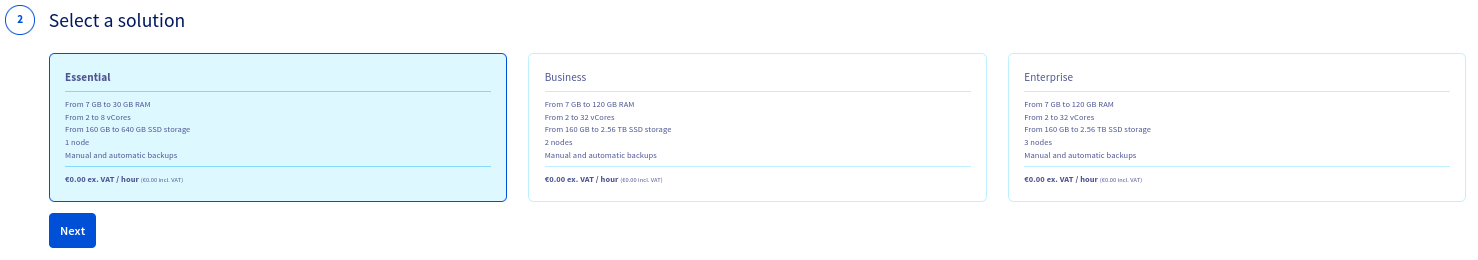 2
Select a solution
Essential
From 7 GB to 30 GB RAM
From 2 to 8 vCores
From 160 GB to 640 GB SSD storage
1 node
Manual and automatic backups
€0.00 ex. VAT / hour (€0.00 incl. VAT)
Business
From 7 GB to 120 GB RAM
From 2 to 32 vCores
From 160 GB to 2.56 TB SSD storage
2 nodes
Manual and automatic backups
€0.00 ex. VAT / hour (€0.00 incl. VAT)
Enterprise
From 7 GB to 120 GB RAM
From 2 to 32 vCores
From 160 GB to 2.56 TB SSD storage
3 nodes
Manual and automatic backups
€0.00 ex. VAT / hour (€0.00 incl. VAT)
Next